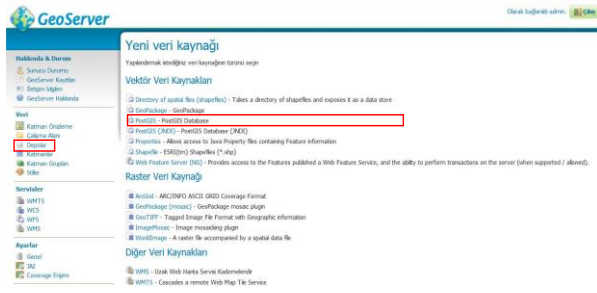 GeoServer
Olarak bağlanıldı admin.
Çıkış
Hakkında & Durum
Sunucu Durumu
GeoServer Kayıtları
İletişim bilgileri
GeoServer Hakkında
Veri
Katman Önizleme
Çalışma Alanı
Depolar
Katmanlar
Katman Grupları
Stiller
Servisler
WMTS
WCS
WFS
WMS
Ayarlar
Genel
JAI
Coverage Erişimi
Yeni veri kaynağı
Yapılandırmak istediğiniz veri kaynağının türünü seçin
Vektör Veri Kaynakları
Directory of spatial files (shapefiles) - Takes a directory of shapefiles and exposes it as a data store
GeoPackage - GeoPackage
PostGIS - PostGIS Database
PostGIS (JNDI) - PostGIS Database (JNDI)
Properties - Allows access to Java Property files containing Feature information
Shapefile - ESRI(tm) Shapefiles (*.shp)
Web Feature Server (NG) - Provides access to the Features published a Web Feature Service, and the ability to perform transactions on the server (when supported / allowed).
Raster Veri Kaynağı
ArcGrid - ARC/INFO ASCII GRID Coverage Format
GeoPackage (mosaic) - GeoPackage mosaic plugin
GeoTIFF - Tagged Image File Format with Geographic information
ImageMosaic - Image mosaicking plugin
WorldImage - A raster file accompanied by a spatial data file
Diğer Veri Kaynakları
WMS - Uzak Web Harita Servisi Kademelendir
WMTS - Cascades a remote Web Map Tile Service